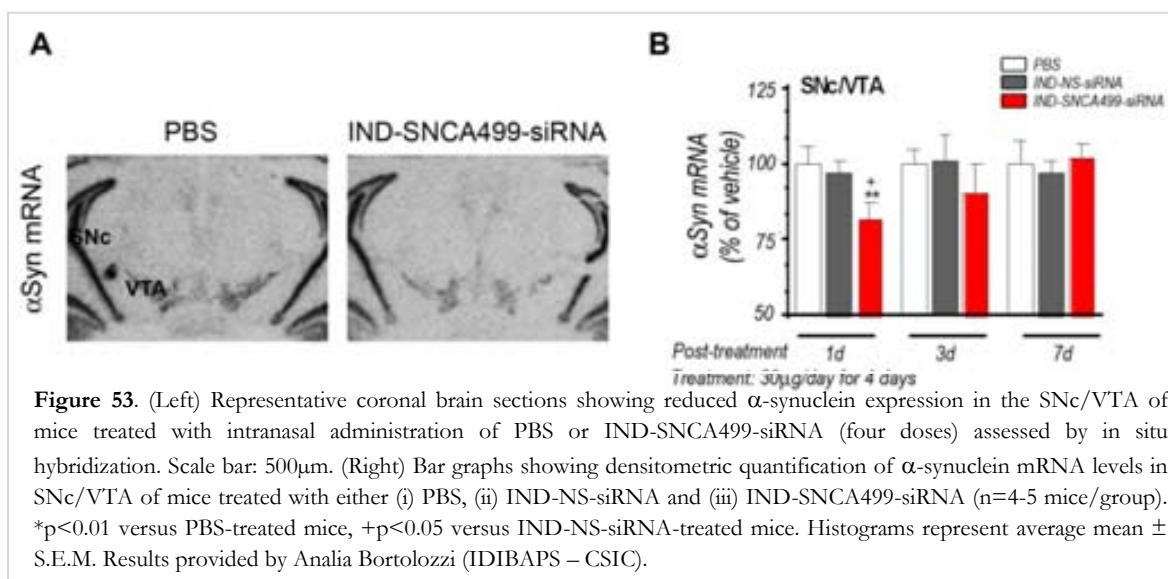 A
PBS
IND-SNCA499-siRNA
αSyn mRNA
SNc
VTA
B
PBS
IND-NS-siRNA
IND-SNCA499-siRNA
SNc/VTA
αSyn mRNA
(% of vehicle)
125
100
75
50
+
**
Post-treatment 1d 3d 7d
Treatment: 30µg/day for 4 days
Figure 53. (Left) Representative coronal brain sections showing reduced α-synuclein expression in the SNc/VTA of
mice treated with intranasal administration of PBS or IND-SNCA499-siRNA (four doses) assessed by in situ
hybridization. Scale bar: 500µm. (Right) Bar graphs showing densitometric quantification of α-synuclein mRNA levels in
SNc/VTA of mice treated with either (i) PBS, (ii) IND-NS-siRNA and (iii) IND-SNCA499-siRNA (n=4-5 mice/group).
*p<0.01 versus PBS-treated mice, +p<0.05 versus IND-NS-siRNA-treated mice. Histograms represent average mean ±
S.E.M. Results provided by Analia Bortolozzi (IDIBAPS – CSIC).